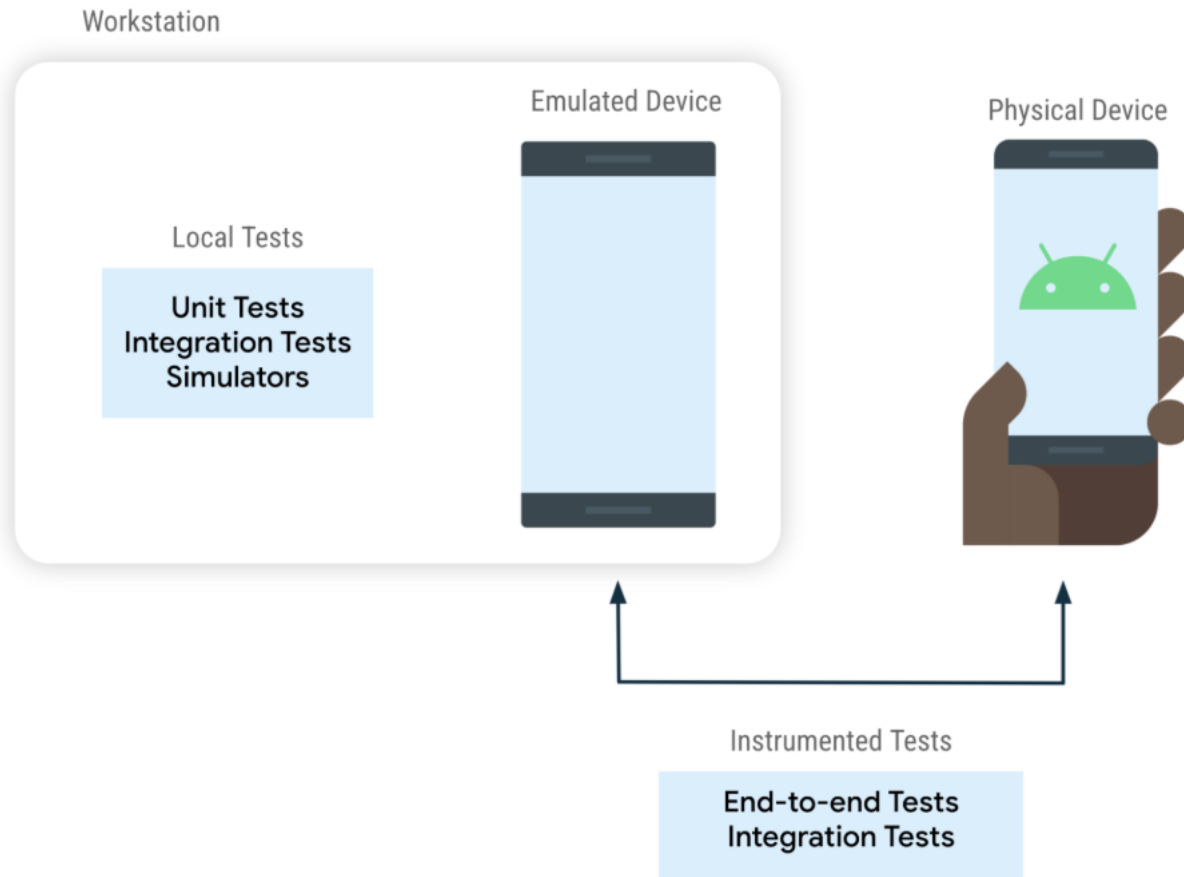 Workstation
Emulated Device
Physical Device
Local Tests
Unit Tests
Integration Tests
Simulators
Instrumented Tests
End-to-end Tests
Integration Tests